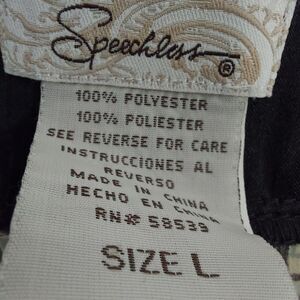 Speechless®
100% POLYESTER
100% POLIESTER
SEE REVERSE FOR CARE
INSTRUCCIONES AL
REVERSO
MADE IN CHINA
HECHO EN CHINA
RN# 58539
SIZE L